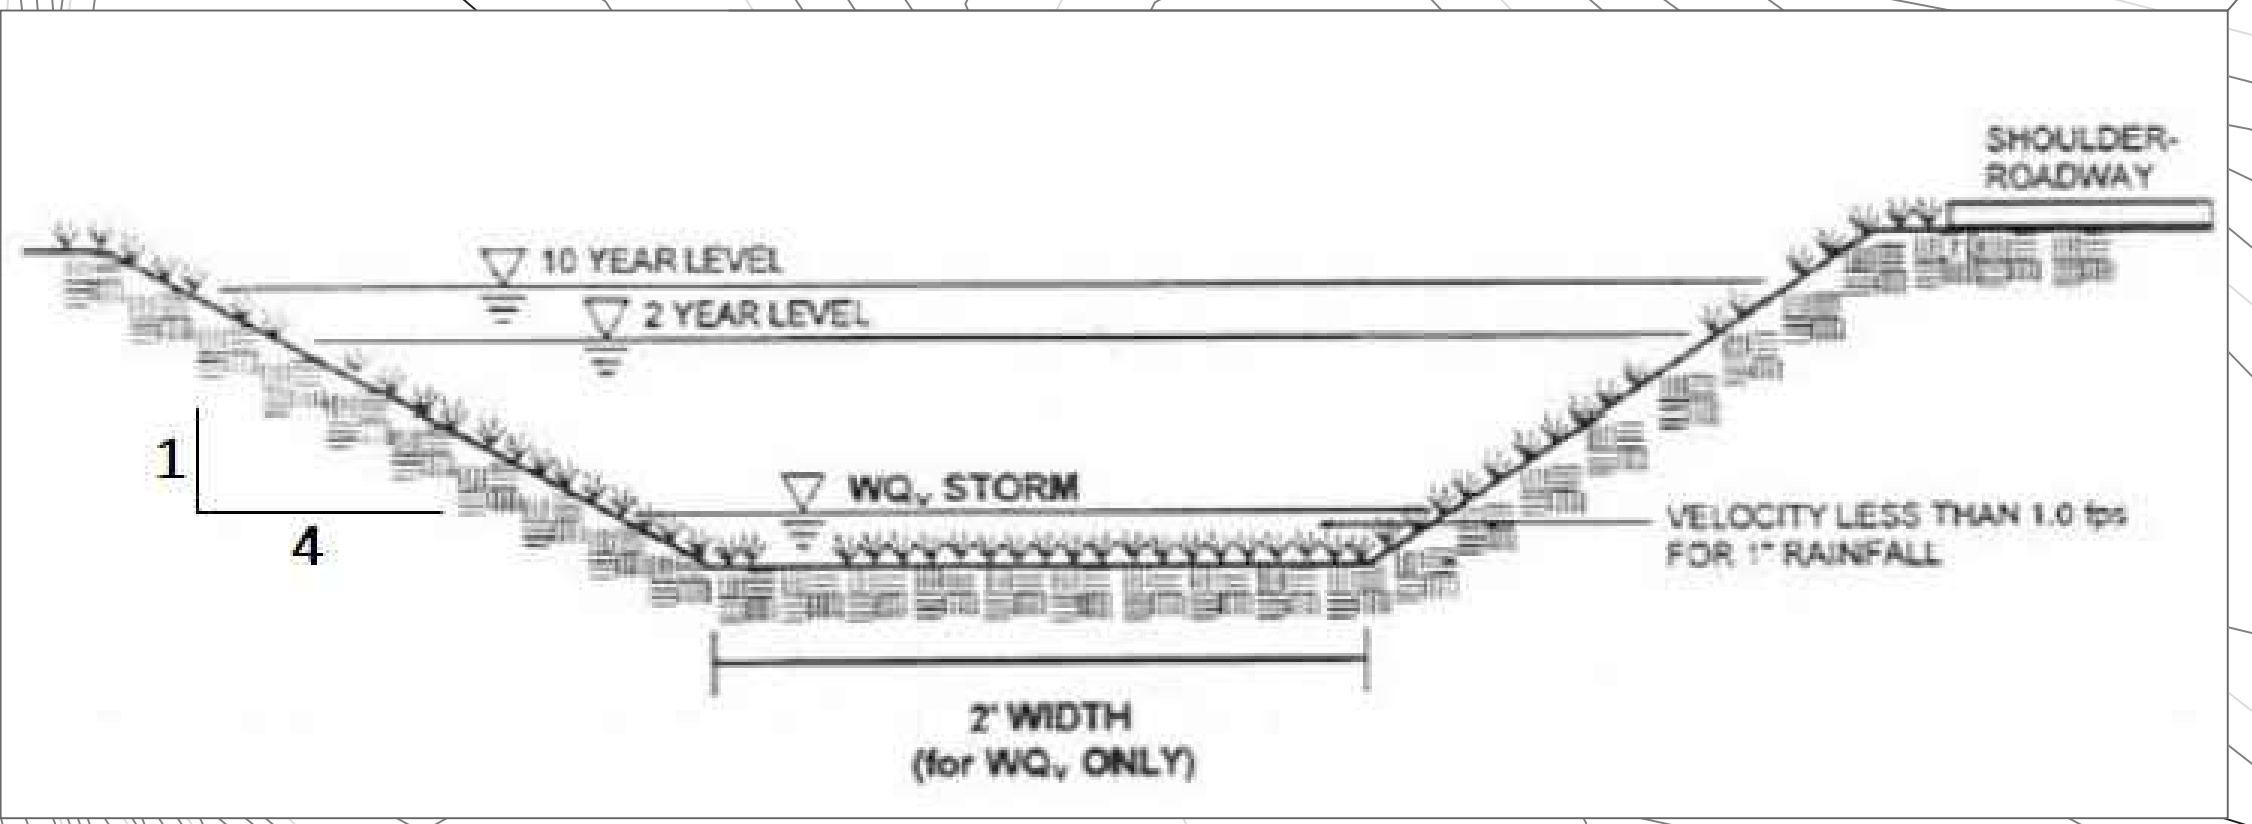 SHOULDER-
ROADWAY
10 YEAR LEVEL
2 YEAR LEVEL
1
4
WQv STORM
VELOCITY LESS THAN 1.0 fps
FOR 1" RAINFALL
2' WIDTH
(for WQv ONLY)